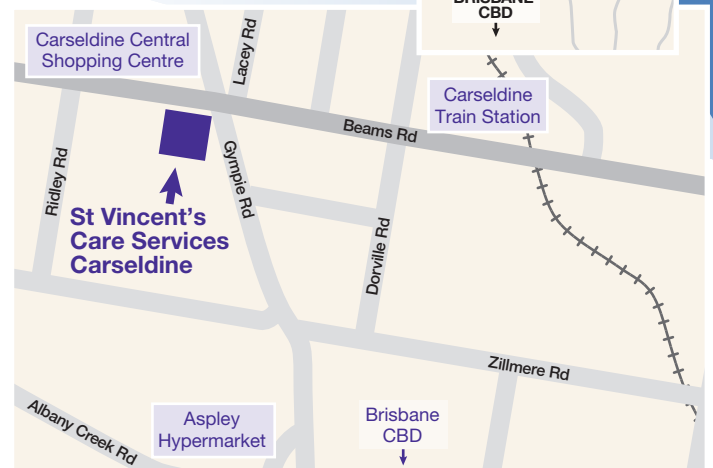 BRISBANE
CBD
Carseldine Central
Shopping Centre
Lacey Rd
Carseldine
Train Station
Beams Rd
Ridley Rd
Gympie Rd
St Vincent's
Care Services
Carseldine
Dorville Rd
Zillmere Rd
Albany Creek Rd
Aspley
Hypermarket
Brisbane
CBD